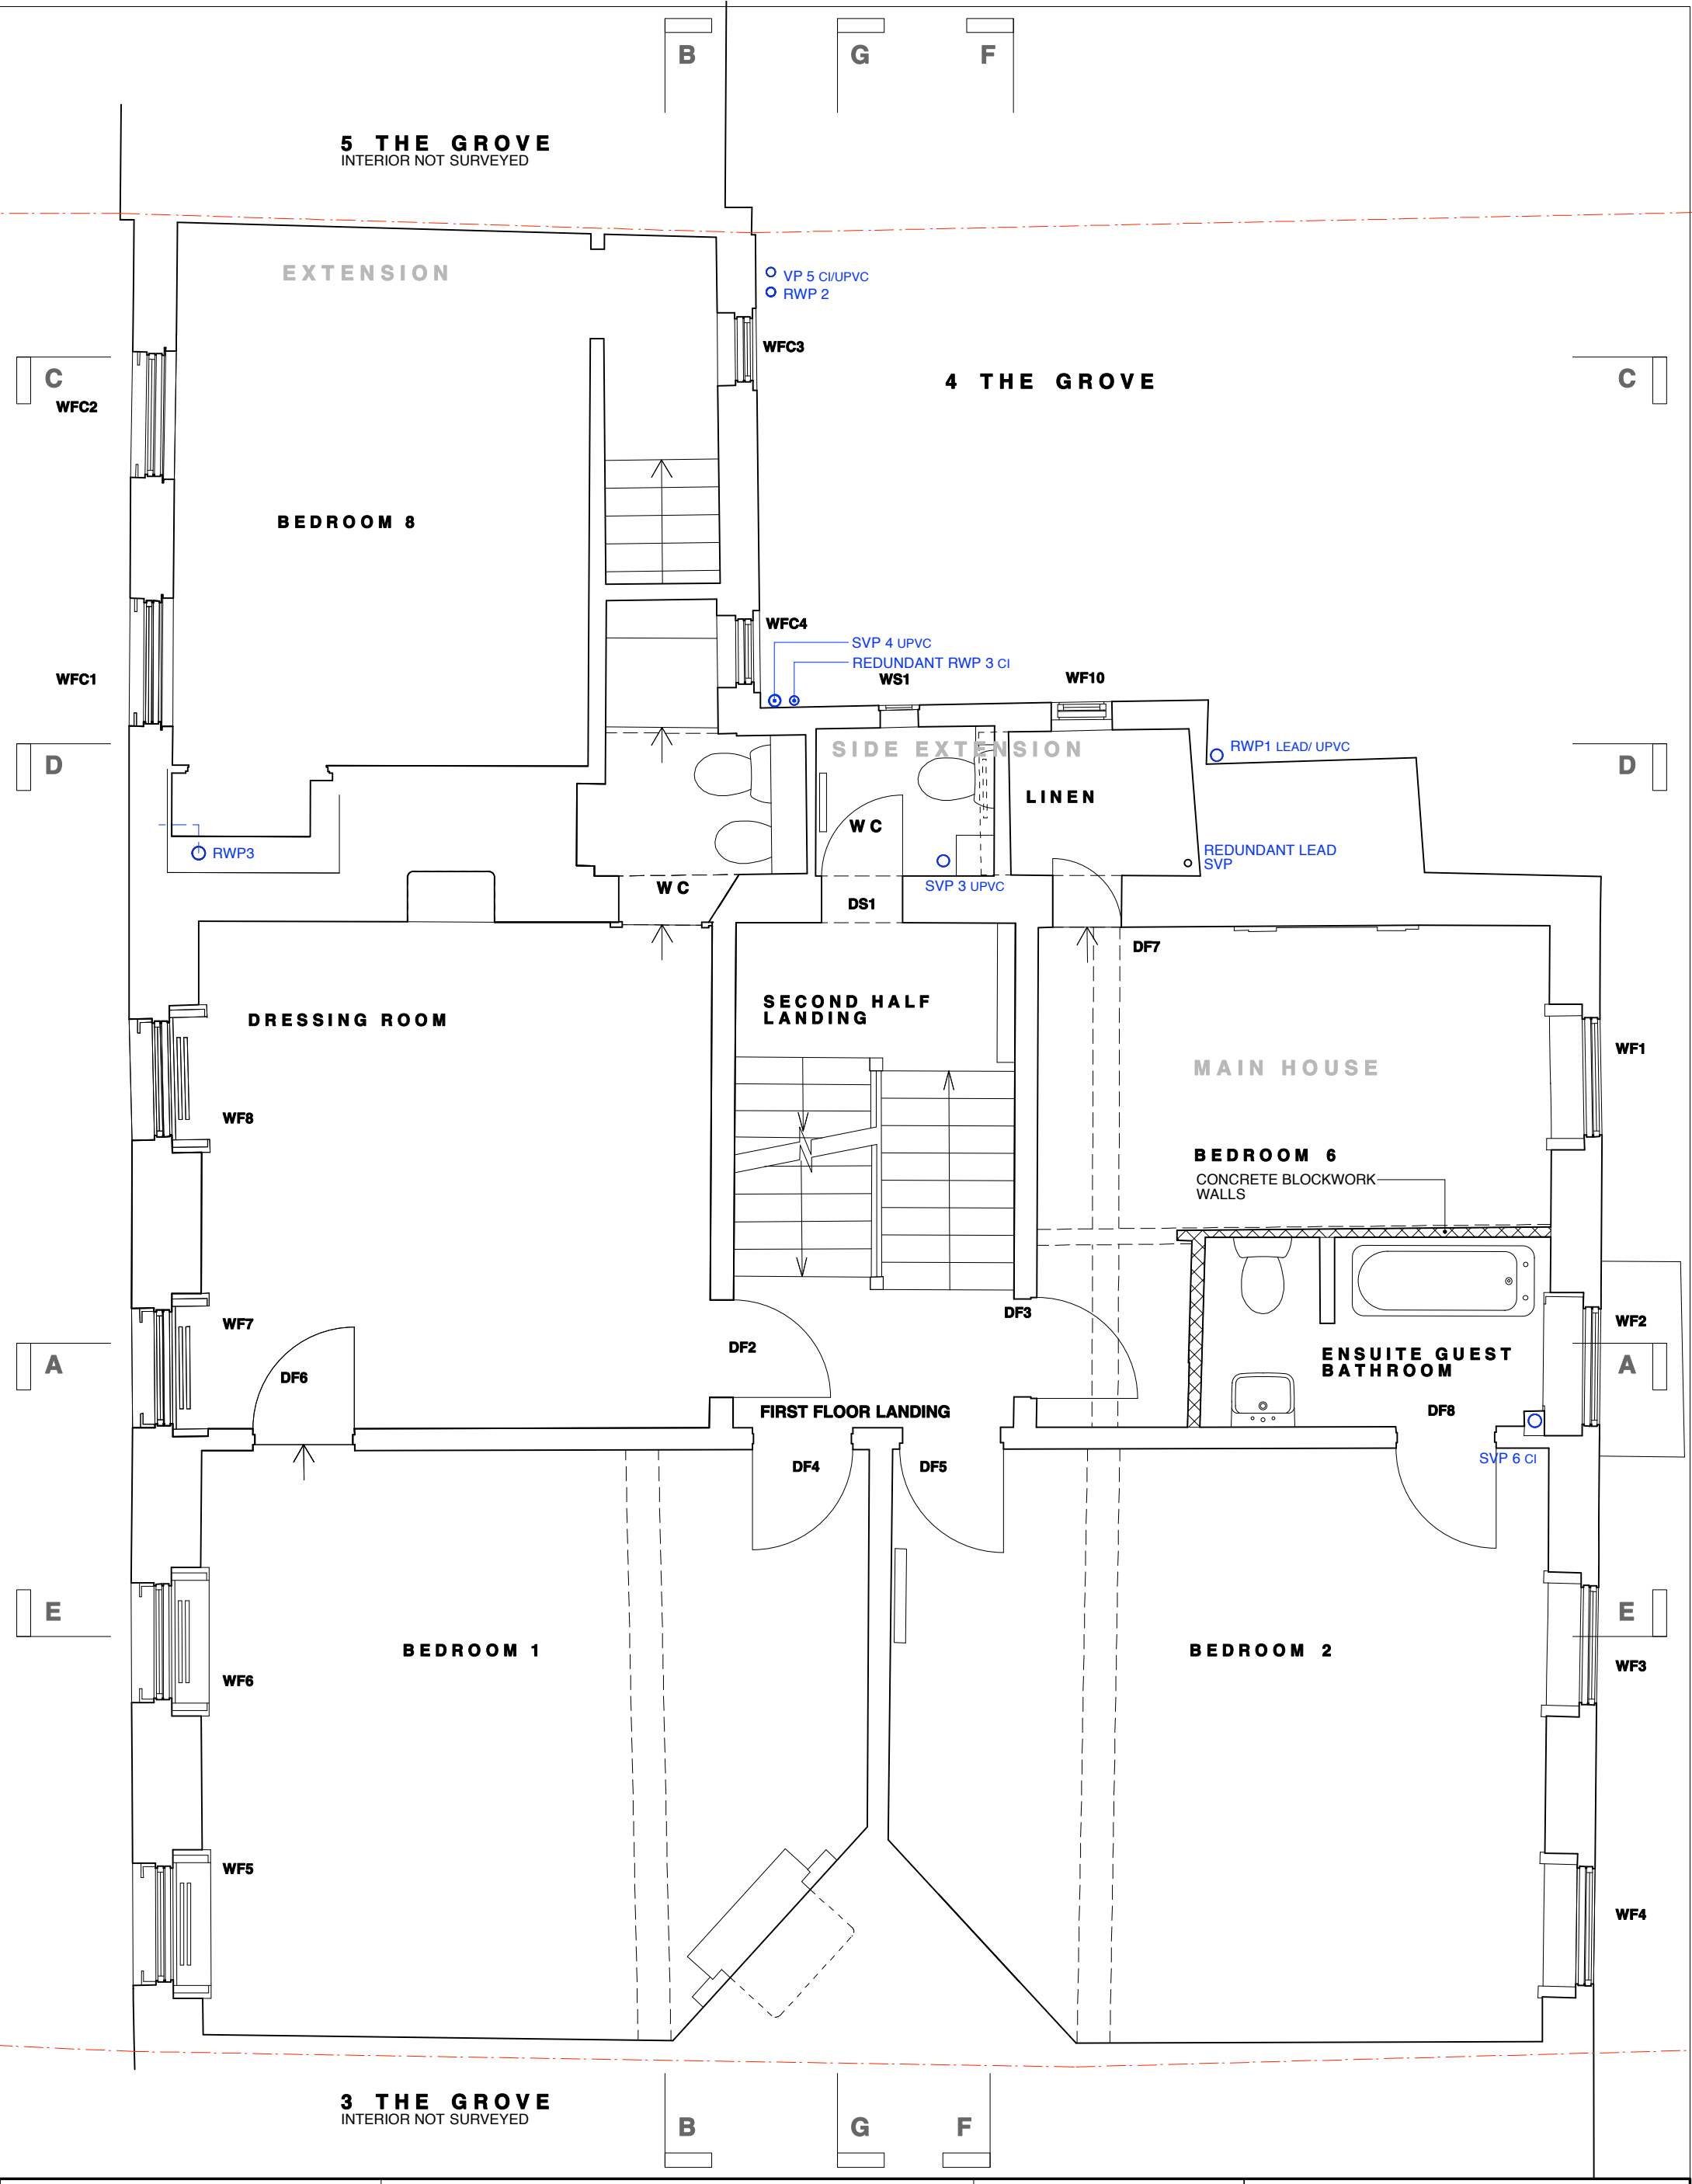 B
G
F
5 THE GROVE
INTERIOR NOT SURVEYED
EXTENSION
VP 5 CI/UPVC
RWP 2
WFC3
C
WFC2
4 THE GROVE
C
BEDROOM 8
WFC4
SVP 4 UPVC
REDUNDANT RWP 3 CI
WFC1
WS1
WF10
D
SIDE EXTENSION
RWP1 LEAD/ UPVC
D
LINEN
WC
RWP3
REDUNDANT LEAD
SVP
WC
SVP 3 UPVC
DS1
DF7
SECOND HALF
LANDING
DRESSING ROOM
WF1
MAIN HOUSE
WF8
BEDROOM 6
CONCRETE BLOCKWORK
WALLS
DF3
WF7
WF2
DF2
ENSUITE GUEST
BATHROOM
A
A
DF6
FIRST FLOOR LANDING
DF8
DF4
DF5
SVP 6 CI
E
E
BEDROOM 1
BEDROOM 2
WF6
WF3
WF5
WF4
3 THE GROVE
INTERIOR NOT SURVEYED
B
G
F